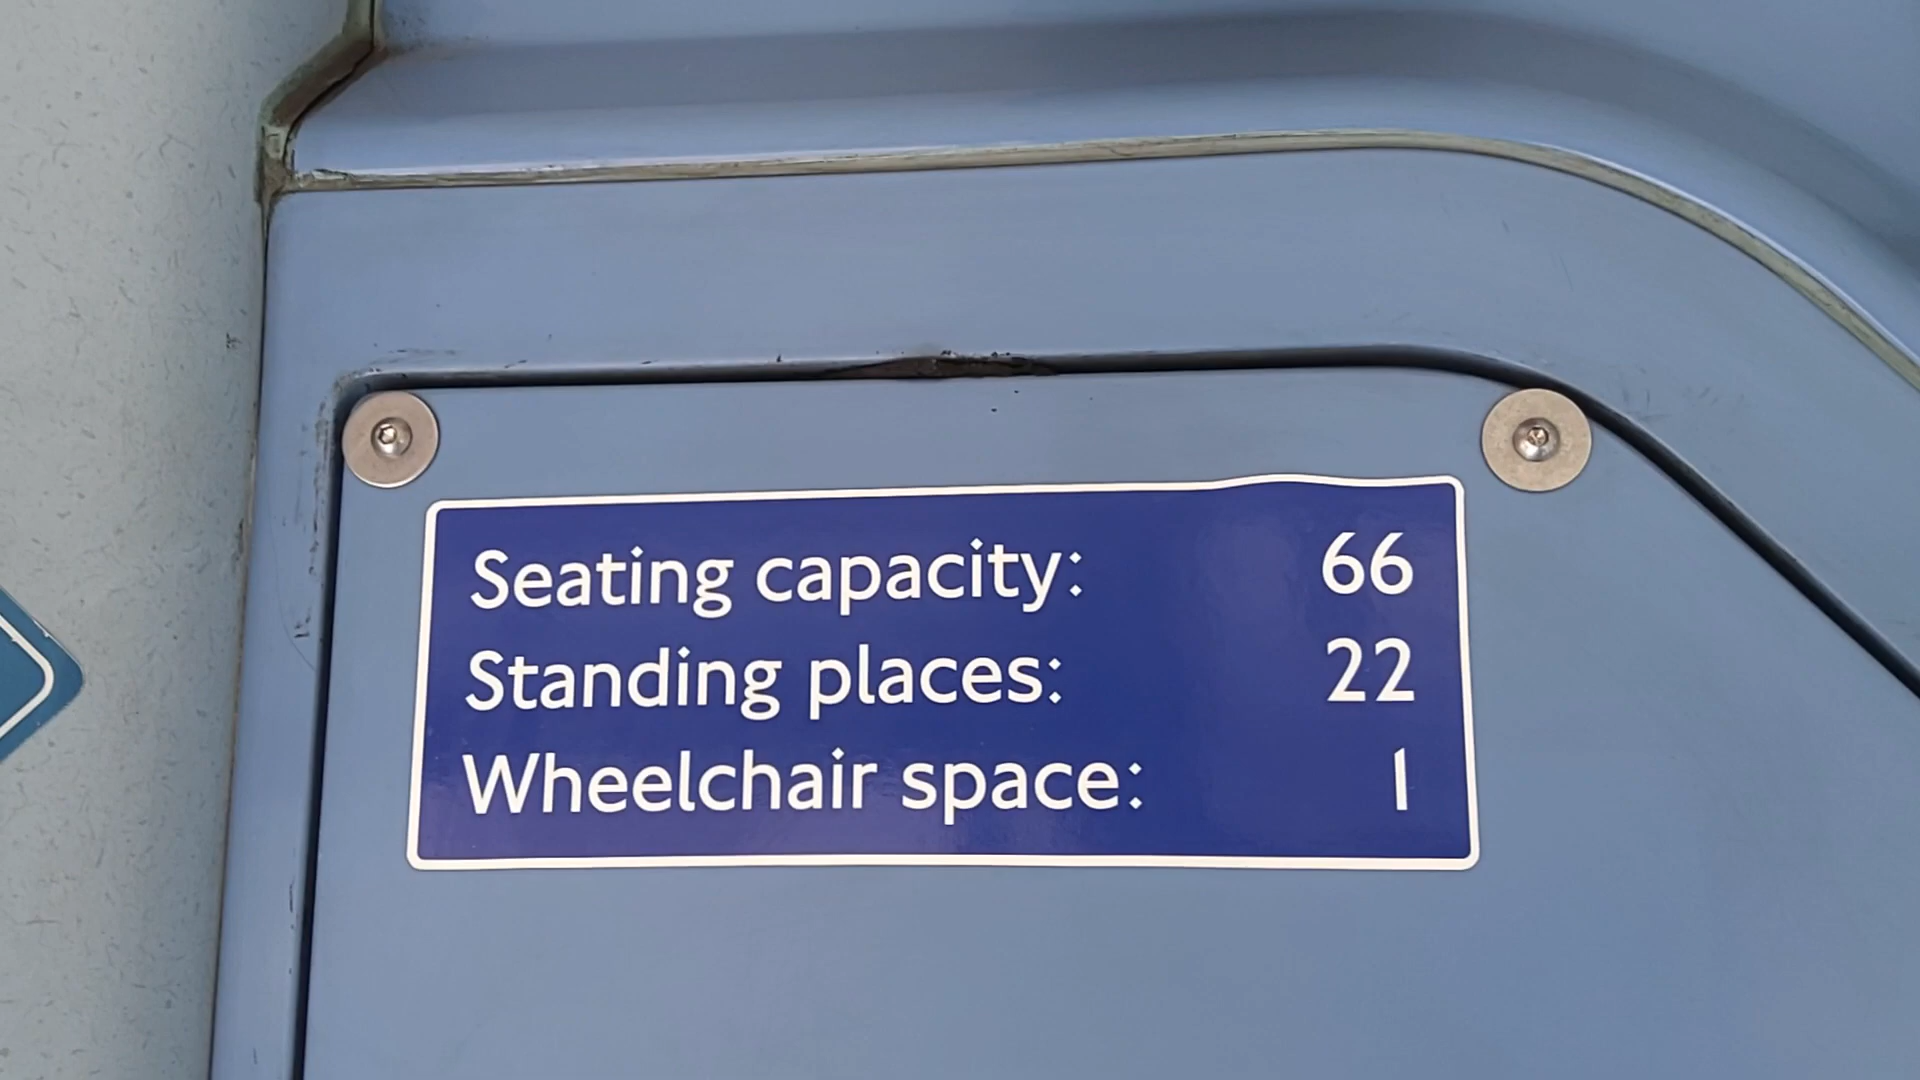 Seating capacity: 66
Standing places: 22
Wheelchair space: 1